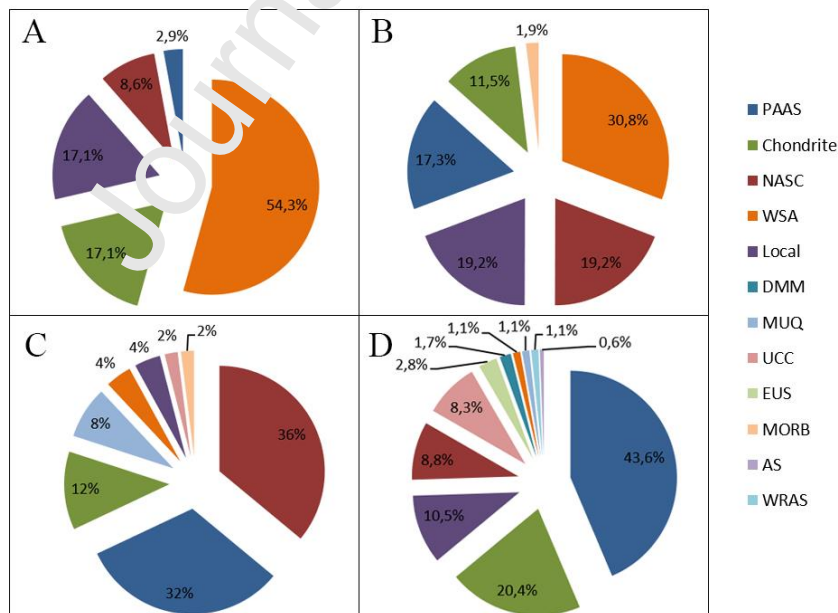 A
2,9%
8,6%
17,1%
17,1%
54,3%
Journa
B
1,9%
11,5%
17,3%
30,8%
19,2%
19,2%
C
4%
4%
2%
2%
8%
12%
36%
32%
D
2,8%
1,7%
1,1%
1,1%
1,1%
0,6%
8,3%
8,8%
10,5%
43,6%
20,4%
PAAS
Chondrite
NASC
WSA
Local
DMM
MUQ
UCC
EUS
MORB
AS
WRAS